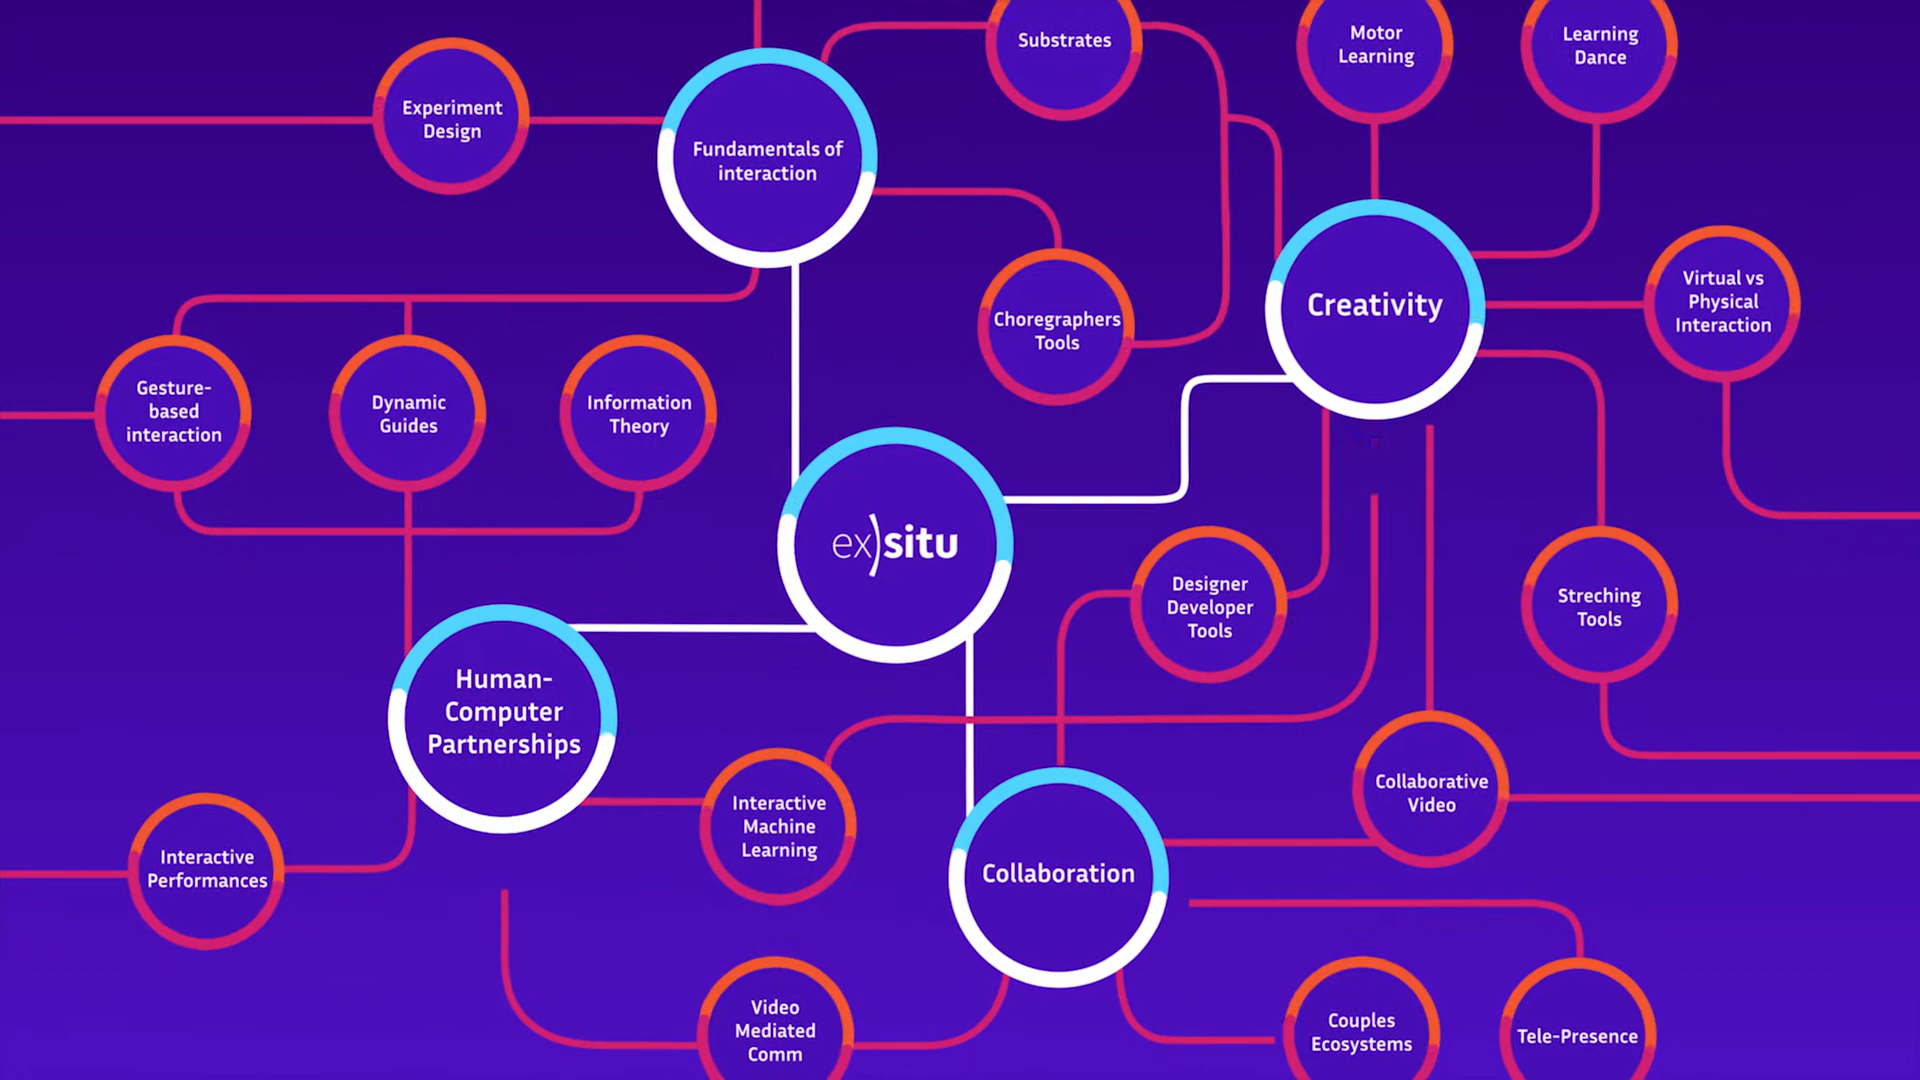 Substrates
Motor
Learning
Learning
Dance
Experiment
Design
Fundamentals of
interaction
Virtual vs
Physical
Interaction
Creativity
Choregraphers
Tools
Gesture-
based
interaction
Dynamic
Guides
Information
Theory
ex)situ
Designer
Developer
Tools
Streching
Tools
Human-
Computer
Partnerships
Collaborative
Video
Interactive
Machine
Learning
Interactive
Performances
Collaboration
Video
Mediated
Comm
Couples
Ecosystems
Tele-Presence